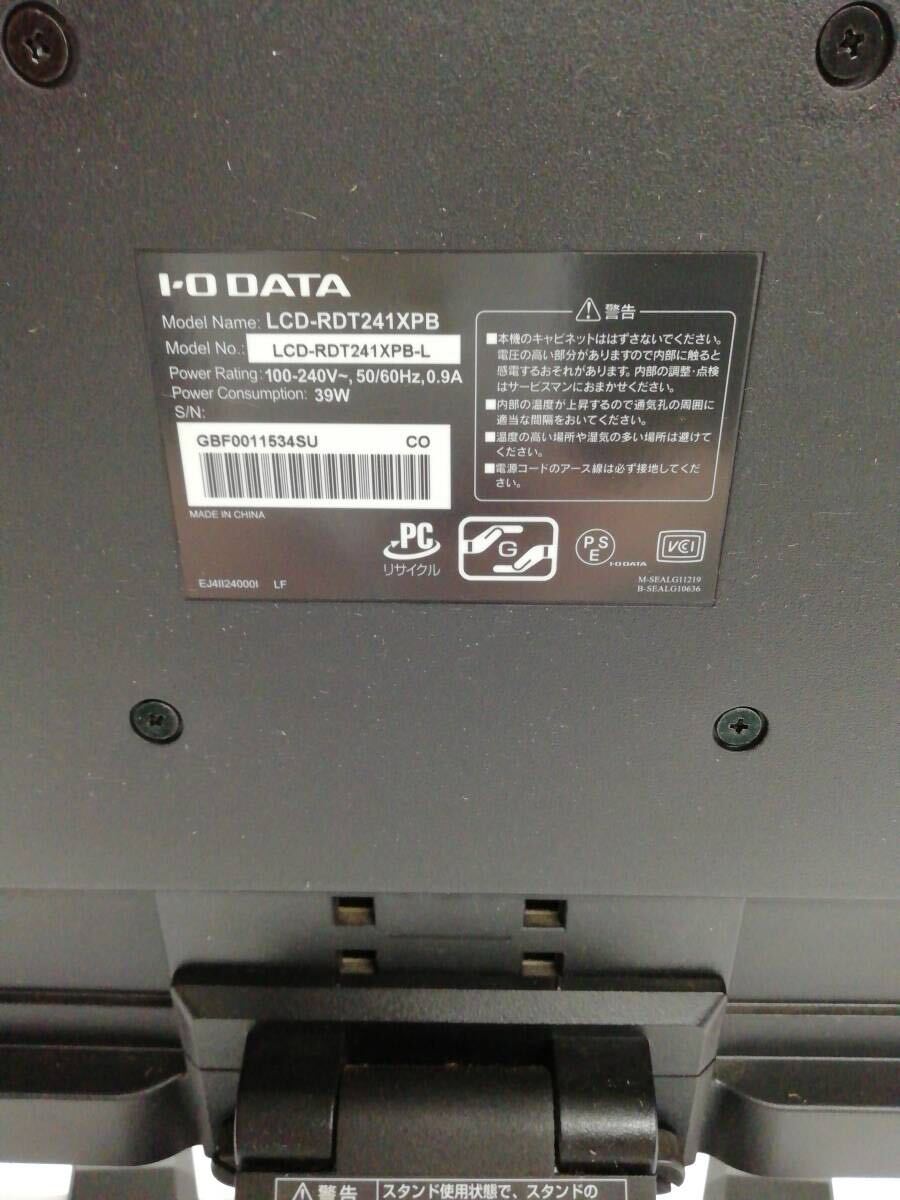 I-O DATA
Model Name: LCD-RDT241XPB
Model No.: LCD-RDT241XPB-L
Power Rating: 100-240V~, 50/60Hz, 0.9A
Power Consumption: 39W
S/N:
GBF0011534SU CO
MADE IN CHINA
EJ4II24000I LF
警告
■本機のキャビネットははずさないでください。
電圧の高い部分がありますので内部に触ると
感電するおそれがあります。内部の調整・点検
はサービスマンにおまかせください。
■内部の温度が上昇するので通気孔の周囲に
適当な間隔をおいてください。
■温度の高い場所や湿気の多い場所は避けて
ください。
■電源コードのアース線は必ず接地してくだ
さい。
PC
リサイクル
G
PSE
I-O DATA
VCI
M-SEALG11219
B-SEALG10636
警告
スタンド使用状態で、スタンドの